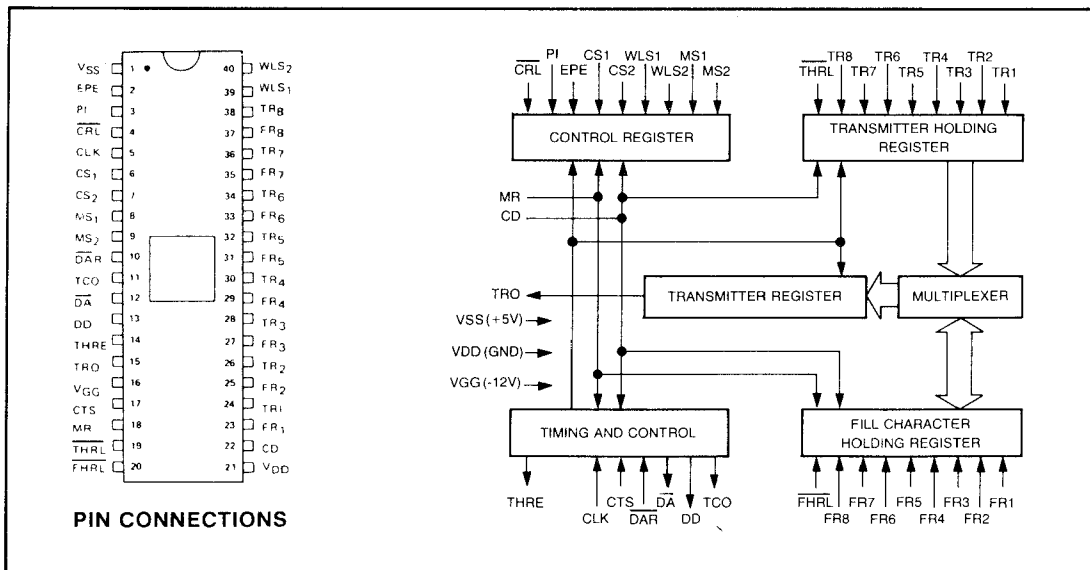 VSS 1 40 WLS2
EPE 2 39 WLS1
PI 3 38 TR8
CRL 4 37 FR8
CLK 5 36 TR7
CS1 6 35 FR7
CS2 7 34 TR6
MS1 8 33 FR6
MS2 9 32 TR5
DAR 10 31 FR5
TCO 11 30 TR4
DA 12 29 FR4
DD 13 28 TR3
THRE 14 27 FR3
TRO 15 26 TR2
VGG 16 25 FR2
CTS 17 24 TR1
MR 18 23 FR1
THRL 19 22 CD
FHRL 20 21 VDD
PIN CONNECTIONS
CRL PI EPE CS1 CS2 WLS1 WLS2 MS1 MS2
CONTROL REGISTER
THRL TR8 TR7 TR6 TR5 TR4 TR3 TR2 TR1
TRANSMITTER HOLDING
REGISTER
MR
CD
TRO
TRANSMITTER REGISTER
MULTIPLEXER
VSS (+5V)
VDD (GND)
VGG (-12V)
TIMING AND CONTROL
THRE CLK CTS DAR DA DD TCO
FILL CHARACTER
HOLDING REGISTER
FHRL FR8 FR7 FR6 FR5 FR4 FR3 FR2 FR1